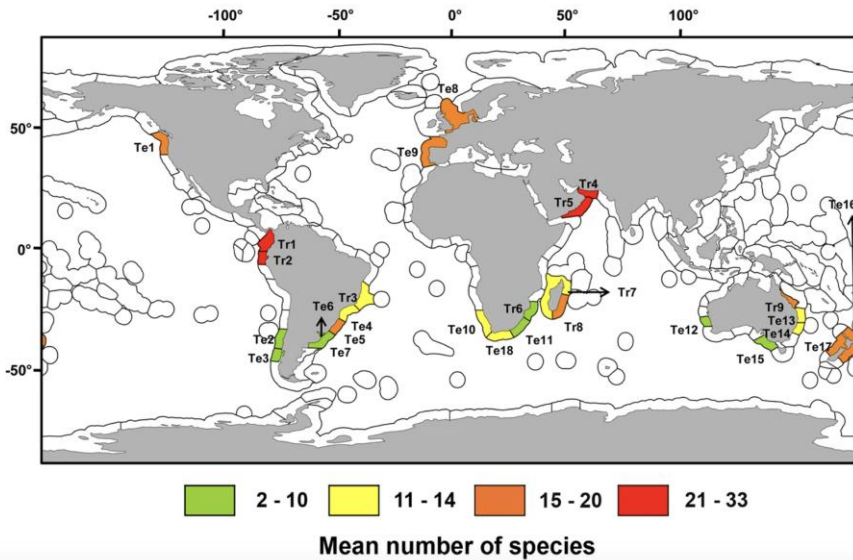 -100° -50° 0° 50° 100°
Te8
50°
Te1
Te9
Tr4
Tr5
Te16
0°
Tr1
Tr2
Tr3
Te6
Tr6
Tr7
Tr9
Te2
Te4
Te10
Tr8
Te12
Te13
Te5
Te11
Te14
Te3
Te7
Te18
Te15
Te17
-50°
2 - 10 11 - 14 15 - 20 21 - 33
Mean number of species